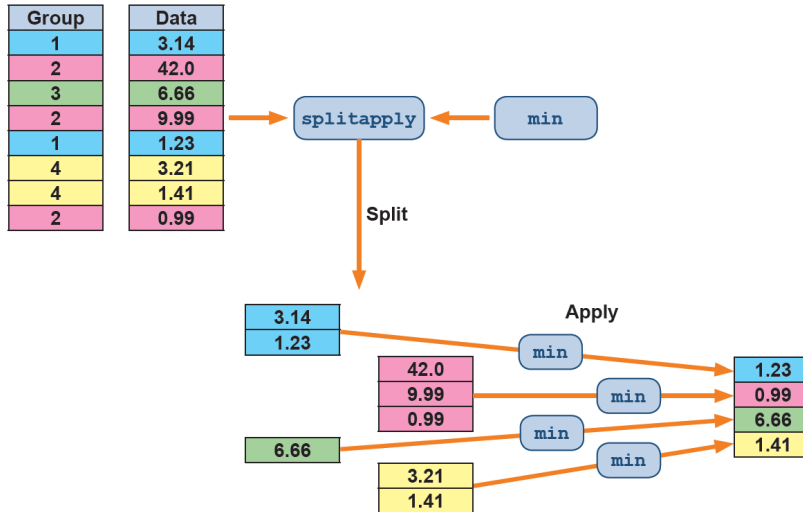 Group Data
1 3.14
2 42.0
3 6.66
2 9.99
1 1.23
4 3.21
4 1.41
2 0.99
splitapply min
Split
Apply
3.14
1.23
min
42.0
9.99
0.99
min
6.66
min
3.21
1.41
min
1.23
0.99
6.66
1.41